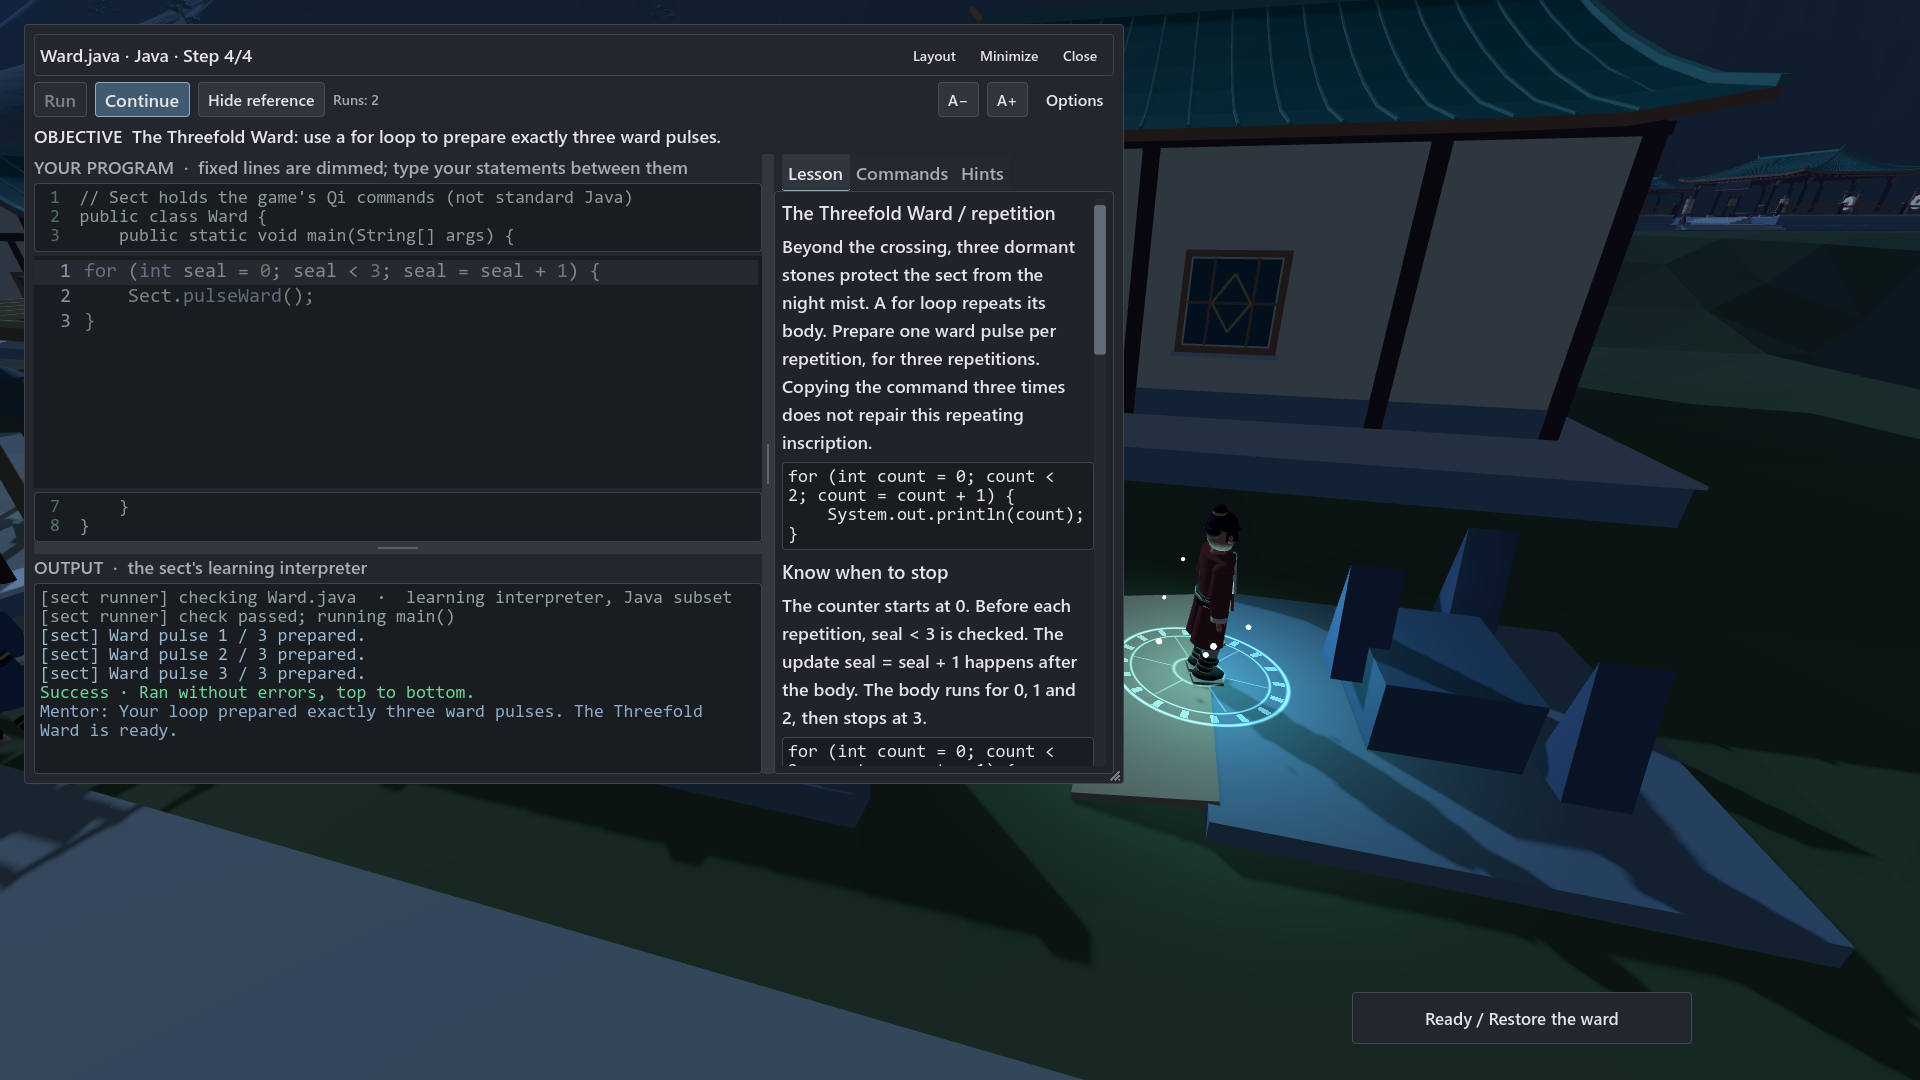 Ward.java · Java · Step 4/4
Layout Minimize Close
Run Continue Hide reference Runs: 2 A− A+ Options
OBJECTIVE The Threefold Ward: use a for loop to prepare exactly three ward pulses.
YOUR PROGRAM · fixed lines are dimmed; type your statements between them
1 // Sect holds the game's Qi commands (not standard Java)
2 public class Ward {
3     public static void main(String[] args) {
1 for (int seal = 0; seal < 3; seal = seal + 1) {
2     Sect.pulseWard();
3 }
7     }
8 }
OUTPUT · the sect's learning interpreter
[sect runner] checking Ward.java · learning interpreter, Java subset
[sect runner] check passed; running main()
[sect] Ward pulse 1 / 3 prepared.
[sect] Ward pulse 2 / 3 prepared.
[sect] Ward pulse 3 / 3 prepared.
Success · Ran without errors, top to bottom.
Mentor: Your loop prepared exactly three ward pulses. The Threefold
Ward is ready.
Lesson Commands Hints
The Threefold Ward / repetition
Beyond the crossing, three dormant
stones protect the sect from the
night mist. A for loop repeats its
body. Prepare one ward pulse per
repetition, for three repetitions.
Copying the command three times
does not repair this repeating
inscription.
for (int count = 0; count <
2; count = count + 1) {
    System.out.println(count);
}
Know when to stop
The counter starts at 0. Before each
repetition, seal < 3 is checked. The
update seal = seal + 1 happens after
the body. The body runs for 0, 1 and
2, then stops at 3.
for (int count = 0; count <
Ready / Restore the ward